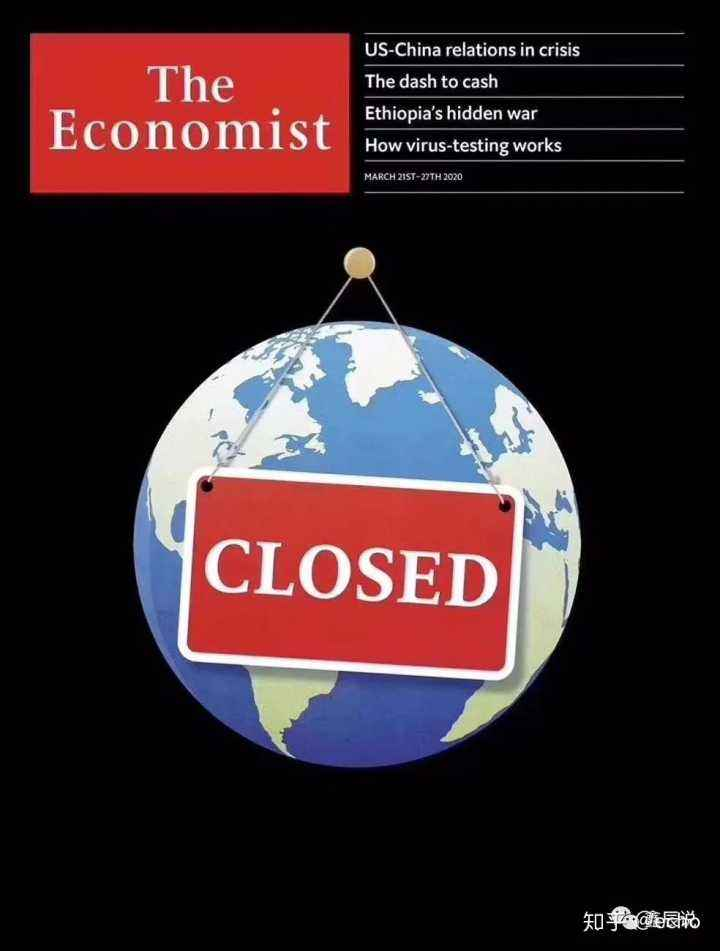 The
Economist
US-China relations in crisis
The dash to cash
Ethiopia's hidden war
How virus-testing works
MARCH 21ST–27TH 2020
CLOSED
知乎 @echo